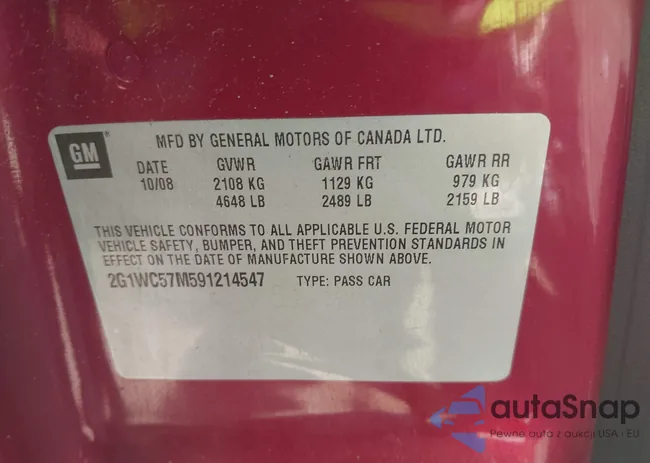 GM
MFD BY GENERAL MOTORS OF CANADA LTD.
DATE GVWR GAWR FRT GAWR RR
10/08 2108 KG 1129 KG 979 KG
4648 LB 2489 LB 2159 LB
THIS VEHICLE CONFORMS TO ALL APPLICABLE U.S. FEDERAL MOTOR
VEHICLE SAFETY, BUMPER, AND THEFT PREVENTION STANDARDS IN
EFFECT ON THE DATE OF MANUFACTURE SHOWN ABOVE.
2G1WC57M591214547 TYPE: PASS CAR
autaSnap
Pewne auta z aukcji USA i EU